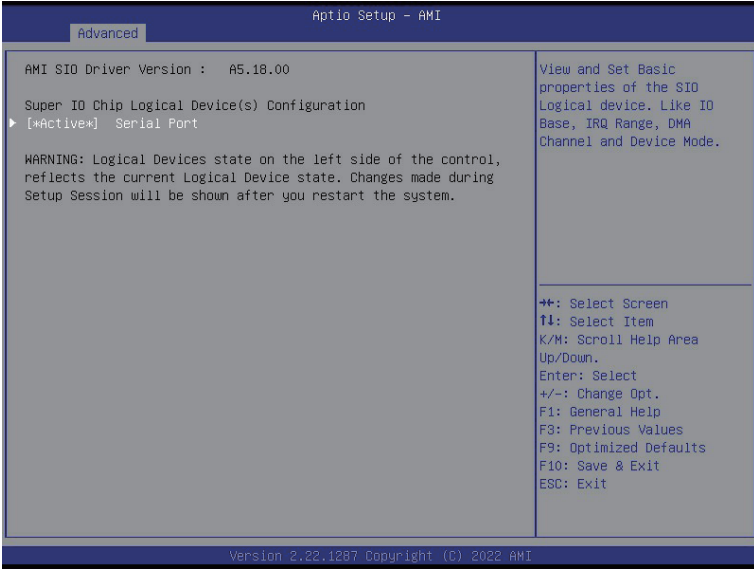 Aptio Setup – AMI
Advanced
AMI SIO Driver Version : A5.18.00
Super IO Chip Logical Device(s) Configuration
[*Active*] Serial Port
WARNING: Logical Devices state on the left side of the control,
reflects the current Logical Device state. Changes made during
Setup Session will be shown after you restart the system.
View and Set Basic
properties of the SIO
Logical device. Like IO
Base, IRQ Range, DMA
Channel and Device Mode.
→←: Select Screen
↑↓: Select Item
K/M: Scroll Help Area
Up/Down.
Enter: Select
+/-: Change Opt.
F1: General Help
F3: Previous Values
F9: Optimized Defaults
F10: Save & Exit
ESC: Exit
Version 2.22.1287 Copyright (C) 2022 AMI